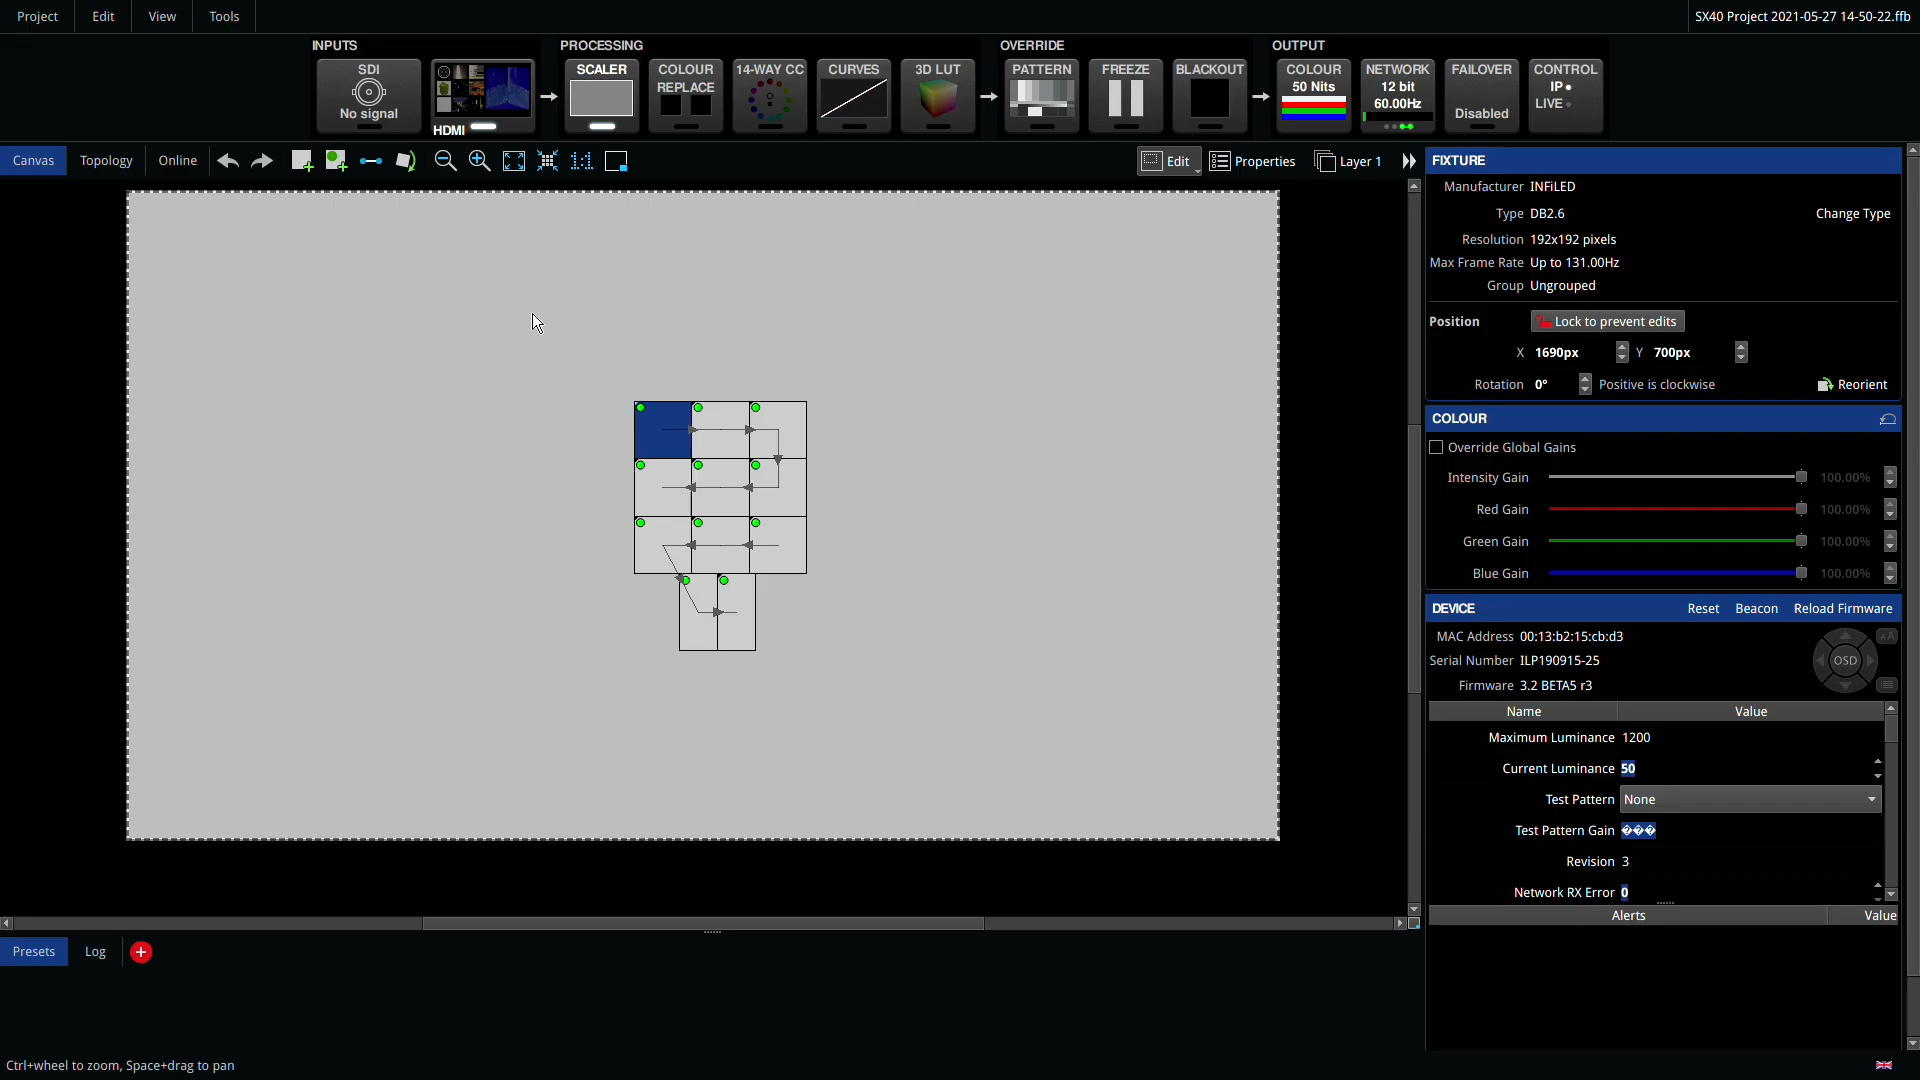 Project Edit View Tools SX40 Project 2021-05-27 14-50-22.ffb
INPUTS PROCESSING OVERRIDE OUTPUT
SDI
No signal
HDMI
SCALER
COLOUR
REPLACE
14-WAY CC
CURVES
3D LUT
PATTERN
FREEZE
BLACKOUT
COLOUR
50 Nits
NETWORK
12 bit
60.00Hz
FAILOVER
Disabled
CONTROL
IP
LIVE
Canvas Topology Online 1:1 Edit Properties Layer 1
FIXTURE
Manufacturer INFiLED
Type DB2.6 Change Type
Resolution 192x192 pixels
Max Frame Rate Up to 131.00Hz
Group Ungrouped
Position Lock to prevent edits
X 1690px Y 700px
Rotation 0° Positive is clockwise Reorient
COLOUR
Override Global Gains
Intensity Gain 100.00%
Red Gain 100.00%
Green Gain 100.00%
Blue Gain 100.00%
DEVICE Reset Beacon Reload Firmware
MAC Address 00:13:b2:15:cb:d3
Serial Number ILP190915-25
OSD
Firmware 3.2 BETA5 r3
Name Value
Maximum Luminance 1200
Current Luminance 50
Test Pattern None
Test Pattern Gain ���
Revision 3
Network RX Error 0
Alerts Value
Presets Log
Ctrl+wheel to zoom, Space+drag to pan